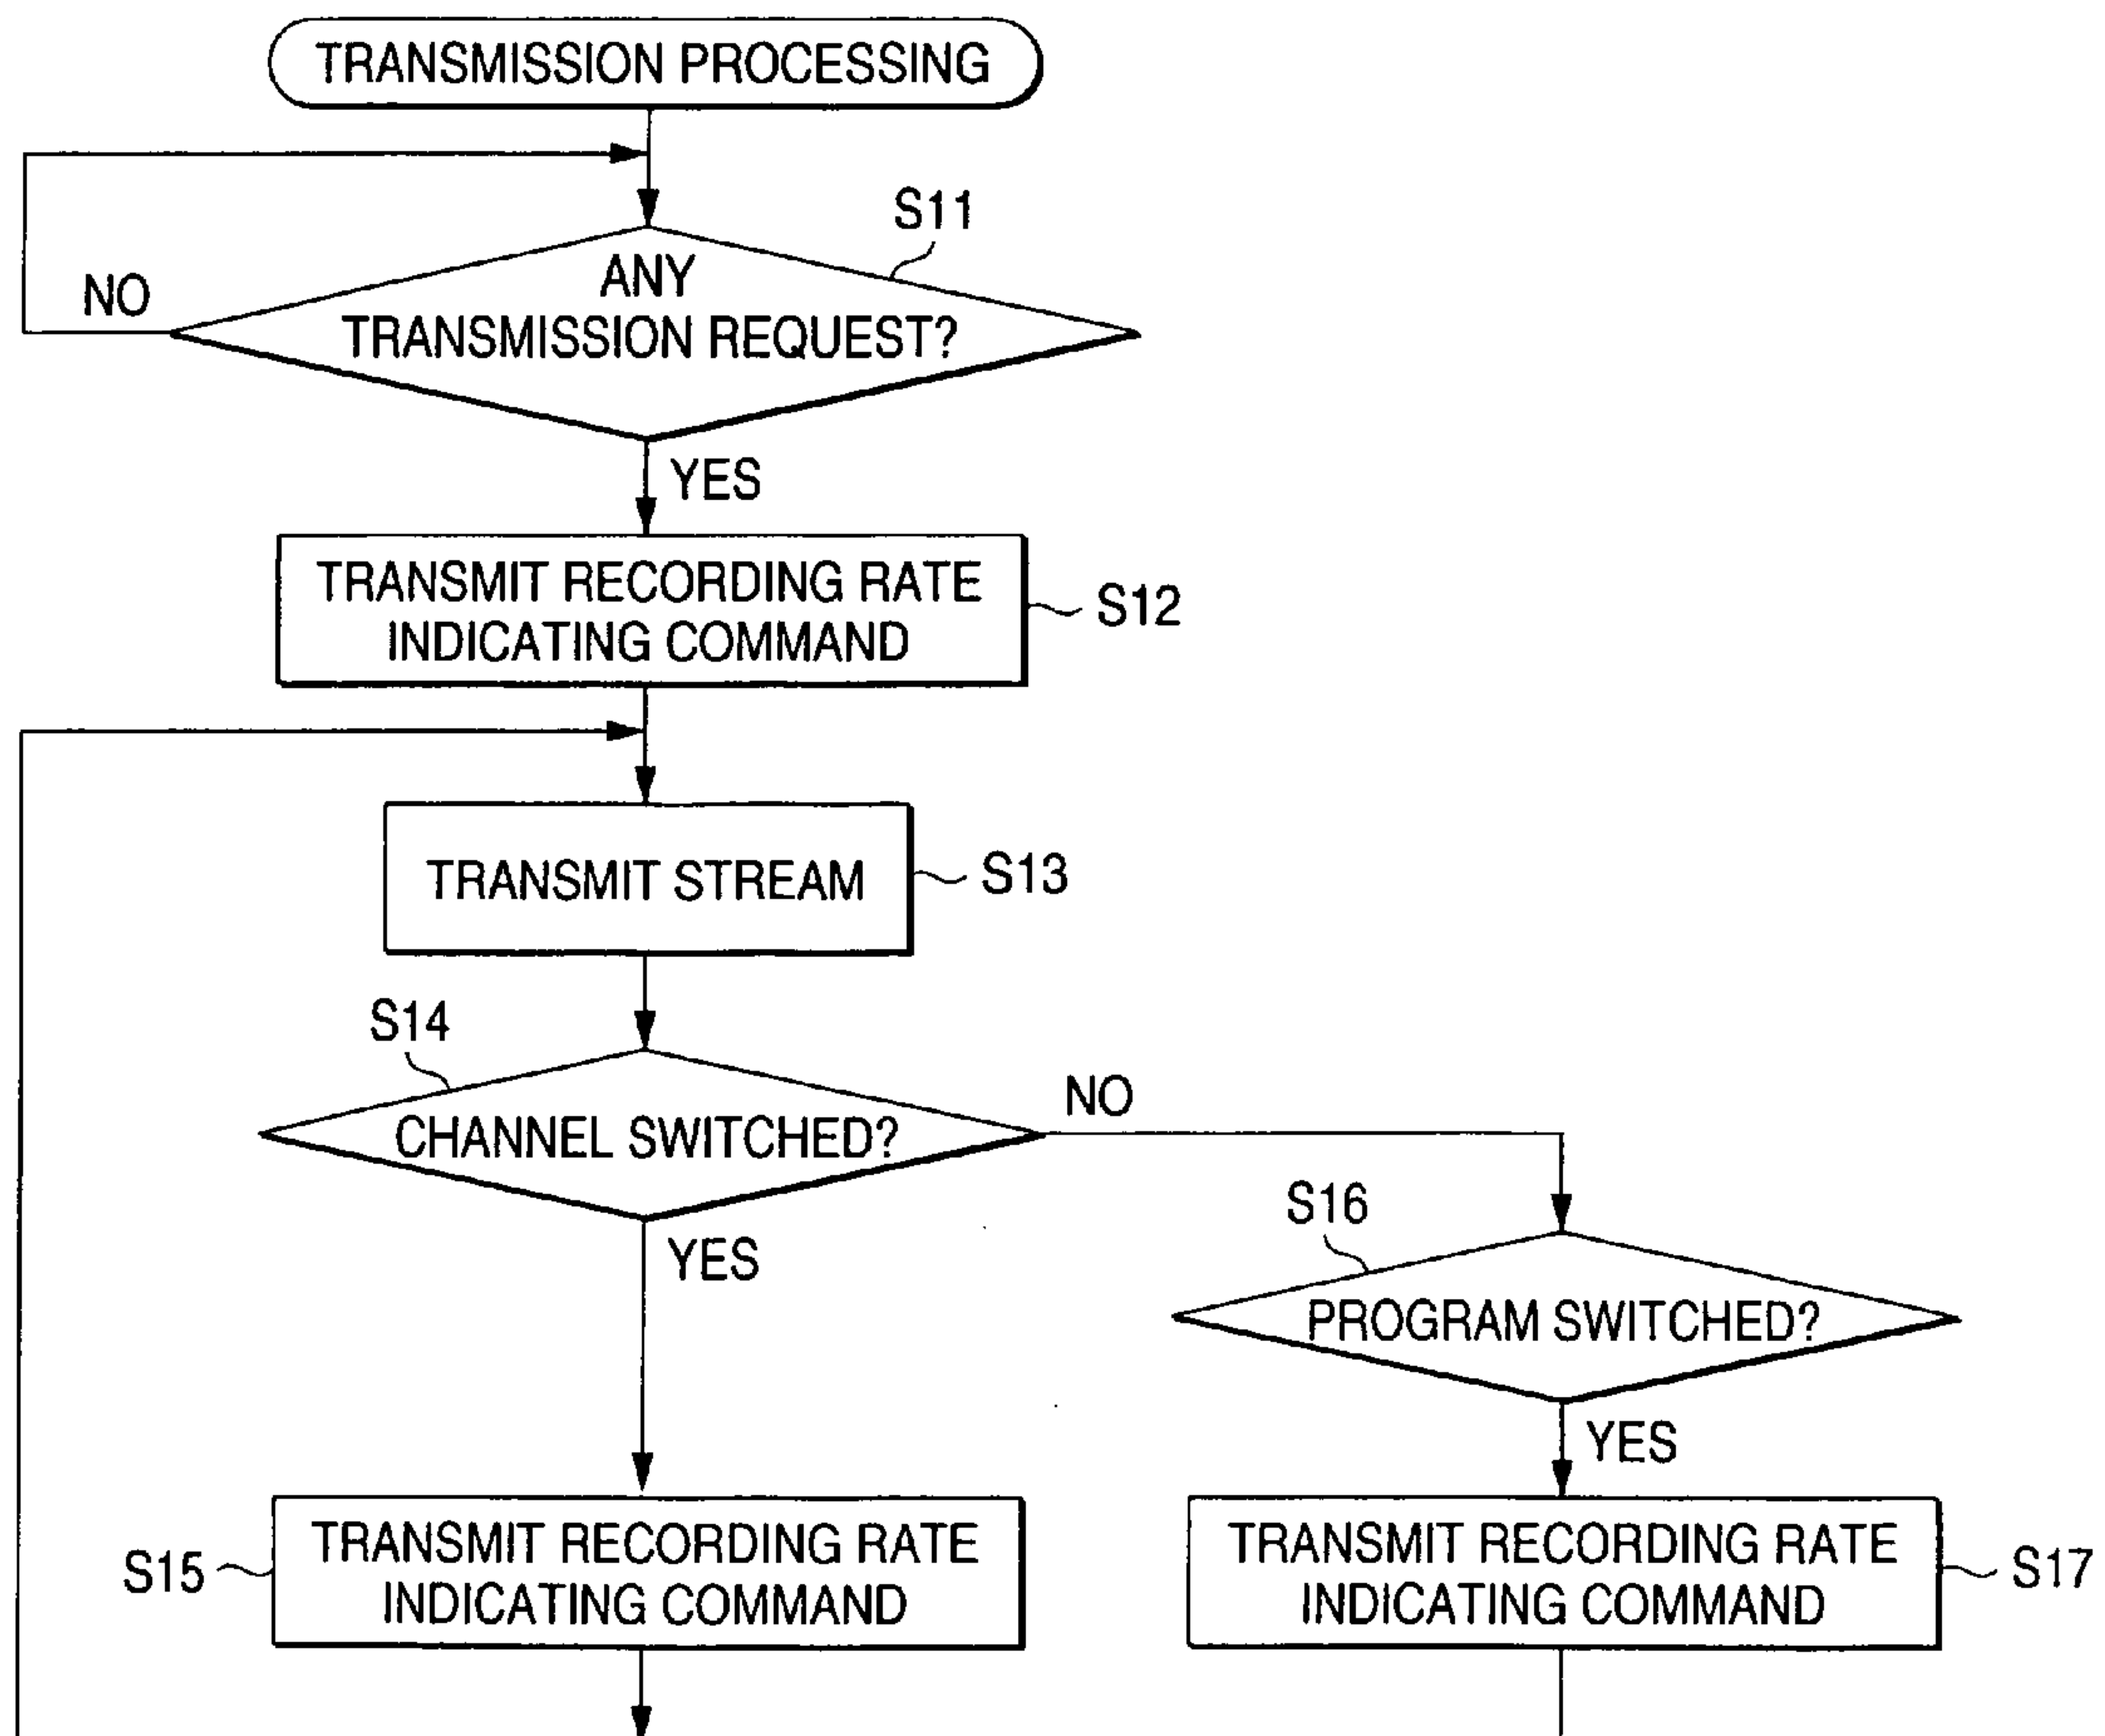 TRANSMISSION PROCESSING
S11
NO
ANY
TRANSMISSION REQUEST?
YES
TRANSMIT RECORDING RATE
INDICATING COMMAND
S12
TRANSMIT STREAM
S13
S14
CHANNEL SWITCHED?
NO
YES
S16
PROGRAM SWITCHED?
YES
S15
TRANSMIT RECORDING RATE
INDICATING COMMAND
TRANSMIT RECORDING RATE
INDICATING COMMAND
S17